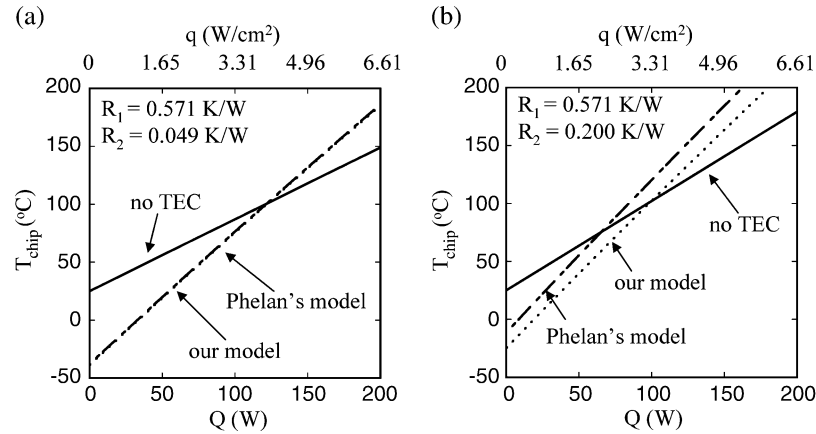 (a)
q (W/cm²)
0 1.65 3.31 4.96 6.61
200
150
100
50
0
-50
T_chip (°C)
R₁ = 0.571 K/W
R₂ = 0.049 K/W
no TEC
Phelan's model
our model
0 50 100 150 200
Q (W)
(b)
q (W/cm²)
0 1.65 3.31 4.96 6.61
200
150
100
50
0
-50
T_chip (°C)
R₁ = 0.571 K/W
R₂ = 0.200 K/W
no TEC
our model
Phelan's model
0 50 100 150 200
Q (W)